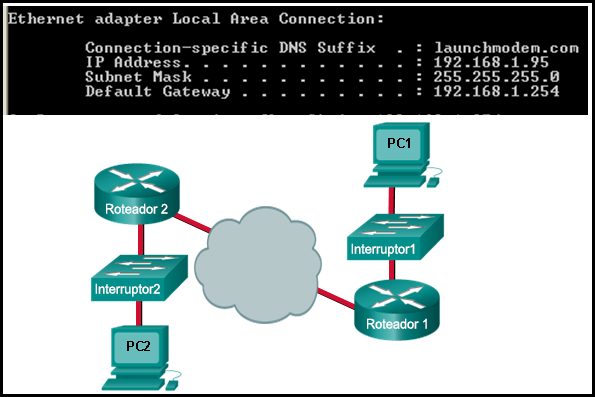 Ethernet adapter Local Area Connection:
Connection-specific DNS Suffix . : launchmodem.com
IP Address. . . . . . . . . . . . : 192.168.1.95
Subnet Mask . . . . . . . . . . . : 255.255.255.0
Default Gateway . . . . . . . . . : 192.168.1.254
PC1
Roteador 2
Interruptor1
Interruptor2
Roteador 1
PC2